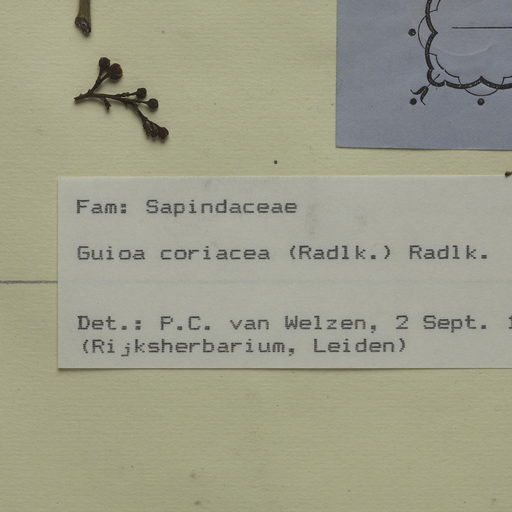 Fam: Sapindaceae
Guioa coriacea (Radlk.) Radlk.
Det.: P.C. van Welzen, 2 Sept.
(Rijksherbarium, Leiden)